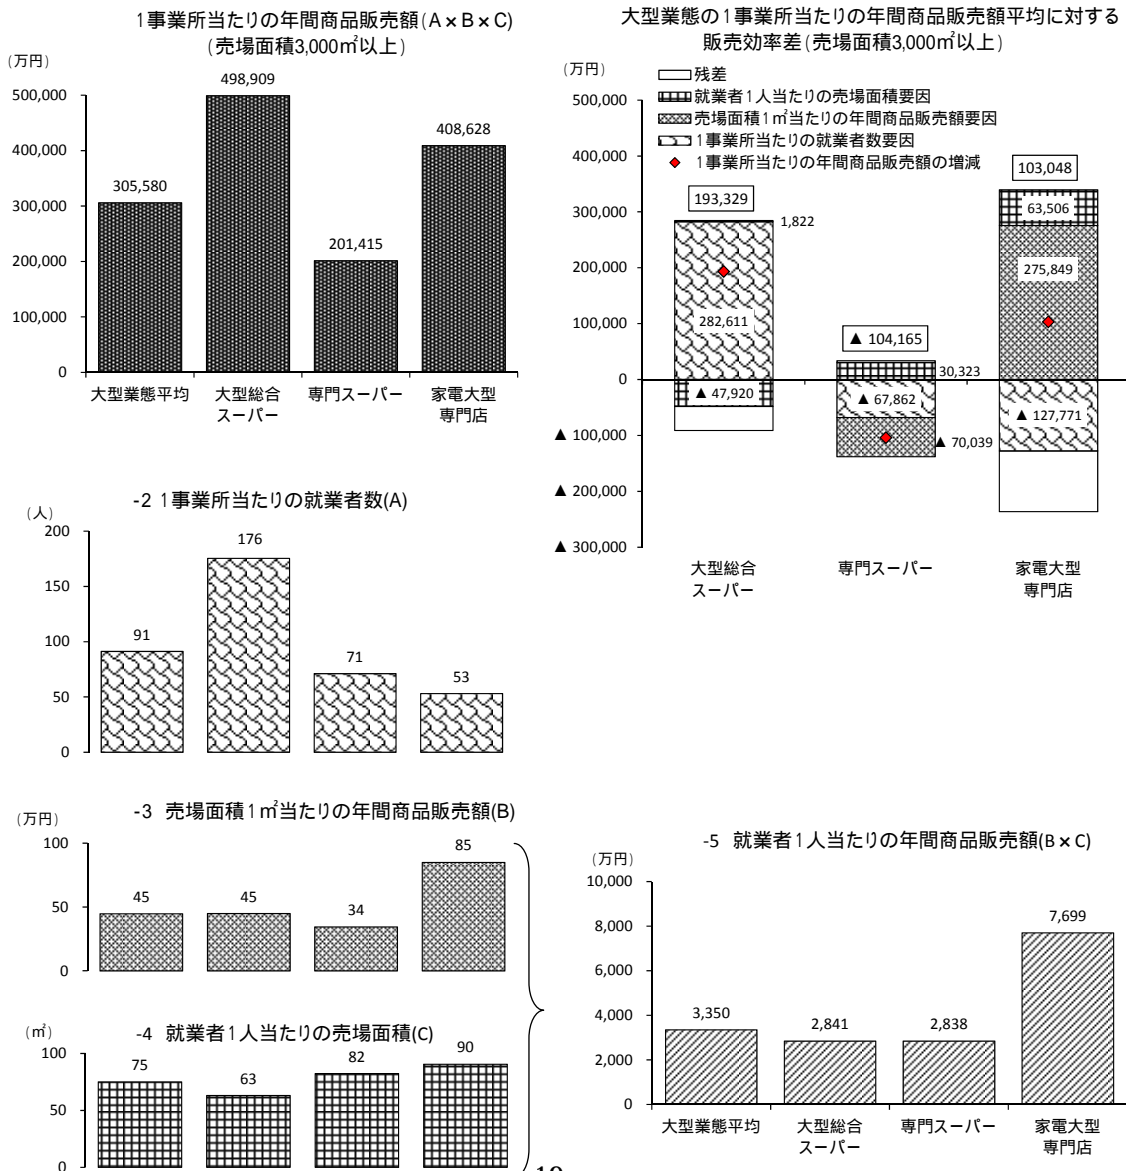 1事業所当たりの年間商品販売額(A×B×C)
(売場面積3,000㎡以上)
(万円)
500,000
400,000
300,000
200,000
100,000
0
305,580
498,909
201,415
408,628
大型業態平均
大型総合
スーパー
専門スーパー
家電大型
専門店
大型業態の1事業所当たりの年間商品販売額平均に対する
販売効率差(売場面積3,000㎡以上)
(万円)
残差
就業者1人当たりの売場面積要因
売場面積1㎡当たりの年間商品販売額要因
1事業所当たりの就業者数要因
1事業所当たりの年間商品販売額の増減
500,000
400,000
300,000
200,000
100,000
0
▲ 100,000
▲ 200,000
▲ 300,000
193,329
1,822
282,611
▲ 47,920
▲ 104,165
30,323
▲ 67,862
▲ 70,039
103,048
63,506
275,849
▲ 127,771
大型総合
スーパー
専門スーパー
家電大型
専門店
-2 1事業所当たりの就業者数(A)
(人)
200
150
100
50
0
91
176
71
53
-3 売場面積1㎡当たりの年間商品販売額(B)
(万円)
100
50
0
45
45
34
85
-4 就業者1人当たりの売場面積(C)
(㎡)
100
50
0
75
63
82
90
-5 就業者1人当たりの年間商品販売額(B×C)
(万円)
10,000
8,000
6,000
4,000
2,000
0
3,350
2,841
2,838
7,699
大型業態平均
大型総合
スーパー
専門スーパー
家電大型
専門店